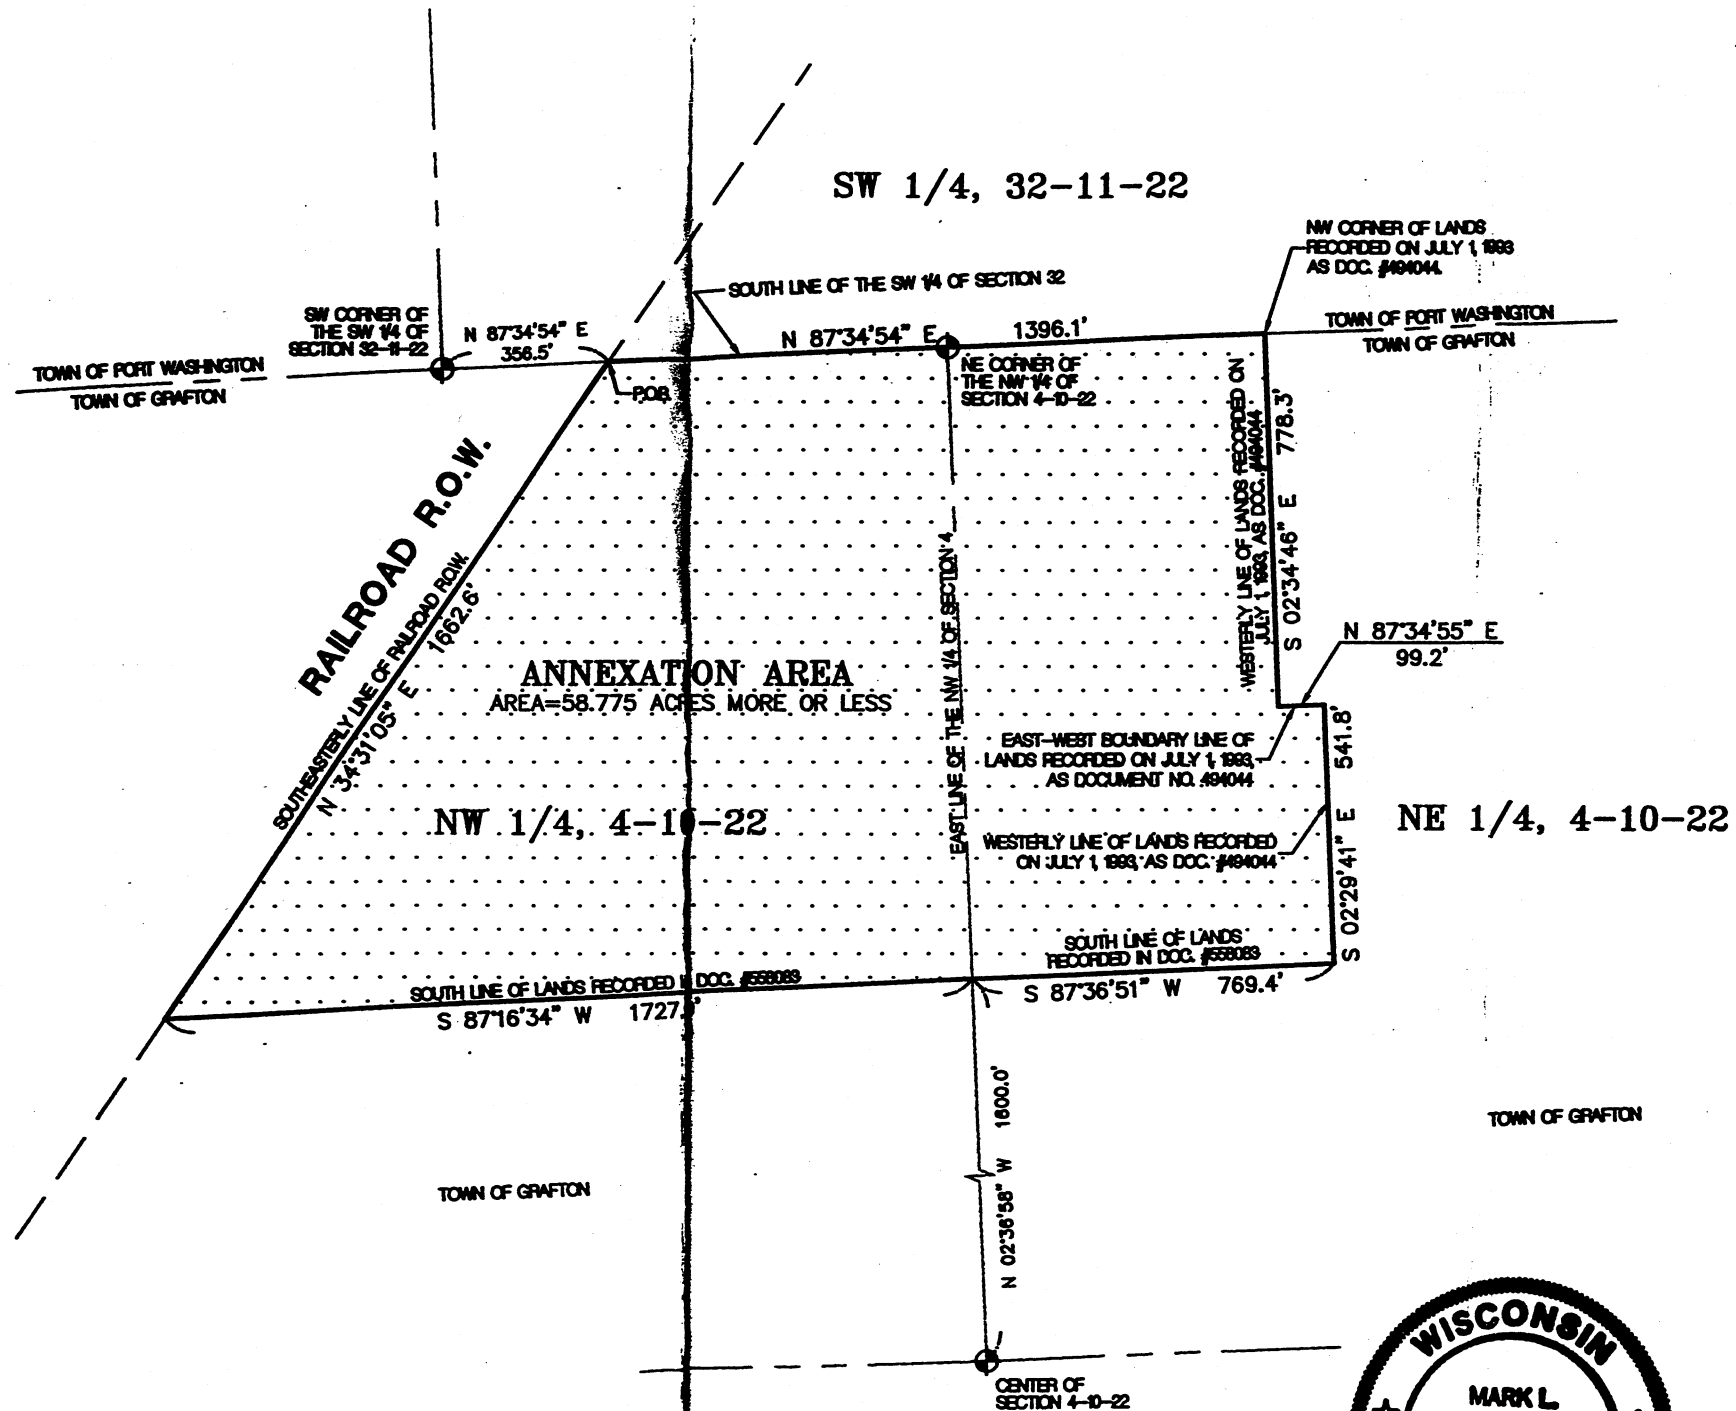 SW 1/4, 32-11-22
NW CORNER OF LANDS
RECORDED ON JULY 1, 1993
AS DOC. #494044.
SOUTH LINE OF THE SW 1/4 OF SECTION 32
SW CORNER OF
THE SW 1/4 OF
SECTION 32-11-22
N 87°34'54" E
356.5'
N 87°34'54" E
1396.1'
TOWN OF PORT WASHINGTON
TOWN OF GRAFTON
TOWN OF PORT WASHINGTON
TOWN OF GRAFTON
P.O.B.
NE CORNER OF
THE NW 1/4 OF
SECTION 4-10-22
WESTERLY LINE OF LANDS RECORDED ON
JULY 1, 1993, AS DOC. #494044
S 02°34'46" E 778.3'
RAILROAD R.O.W.
SOUTHEASTERLY LINE OF RAILROAD R.O.W.
N 34°31'05" E 1662.6'
EAST LINE OF THE NW 1/4 OF SECTION 4
N 87°34'55" E
99.2'
ANNEXATION AREA
AREA=58.775 ACRES MORE OR LESS
EAST-WEST BOUNDARY LINE OF
LANDS RECORDED ON JULY 1, 1993,
AS DOCUMENT NO. 494044
NW 1/4, 4-10-22
NE 1/4, 4-10-22
WESTERLY LINE OF LANDS RECORDED
ON JULY 1, 1993, AS DOC. #494044
S 02°29'41" E 541.8'
SOUTH LINE OF LANDS
RECORDED IN DOC. #558083
SOUTH LINE OF LANDS RECORDED IN DOC. #558083
S 87°16'34" W 1727.
S 87°36'51" W 769.4'
N 02°36'58" W 1600.0'
TOWN OF GRAFTON
TOWN OF GRAFTON
CENTER OF
SECTION 4-10-22
WISCONSIN
MARK L.